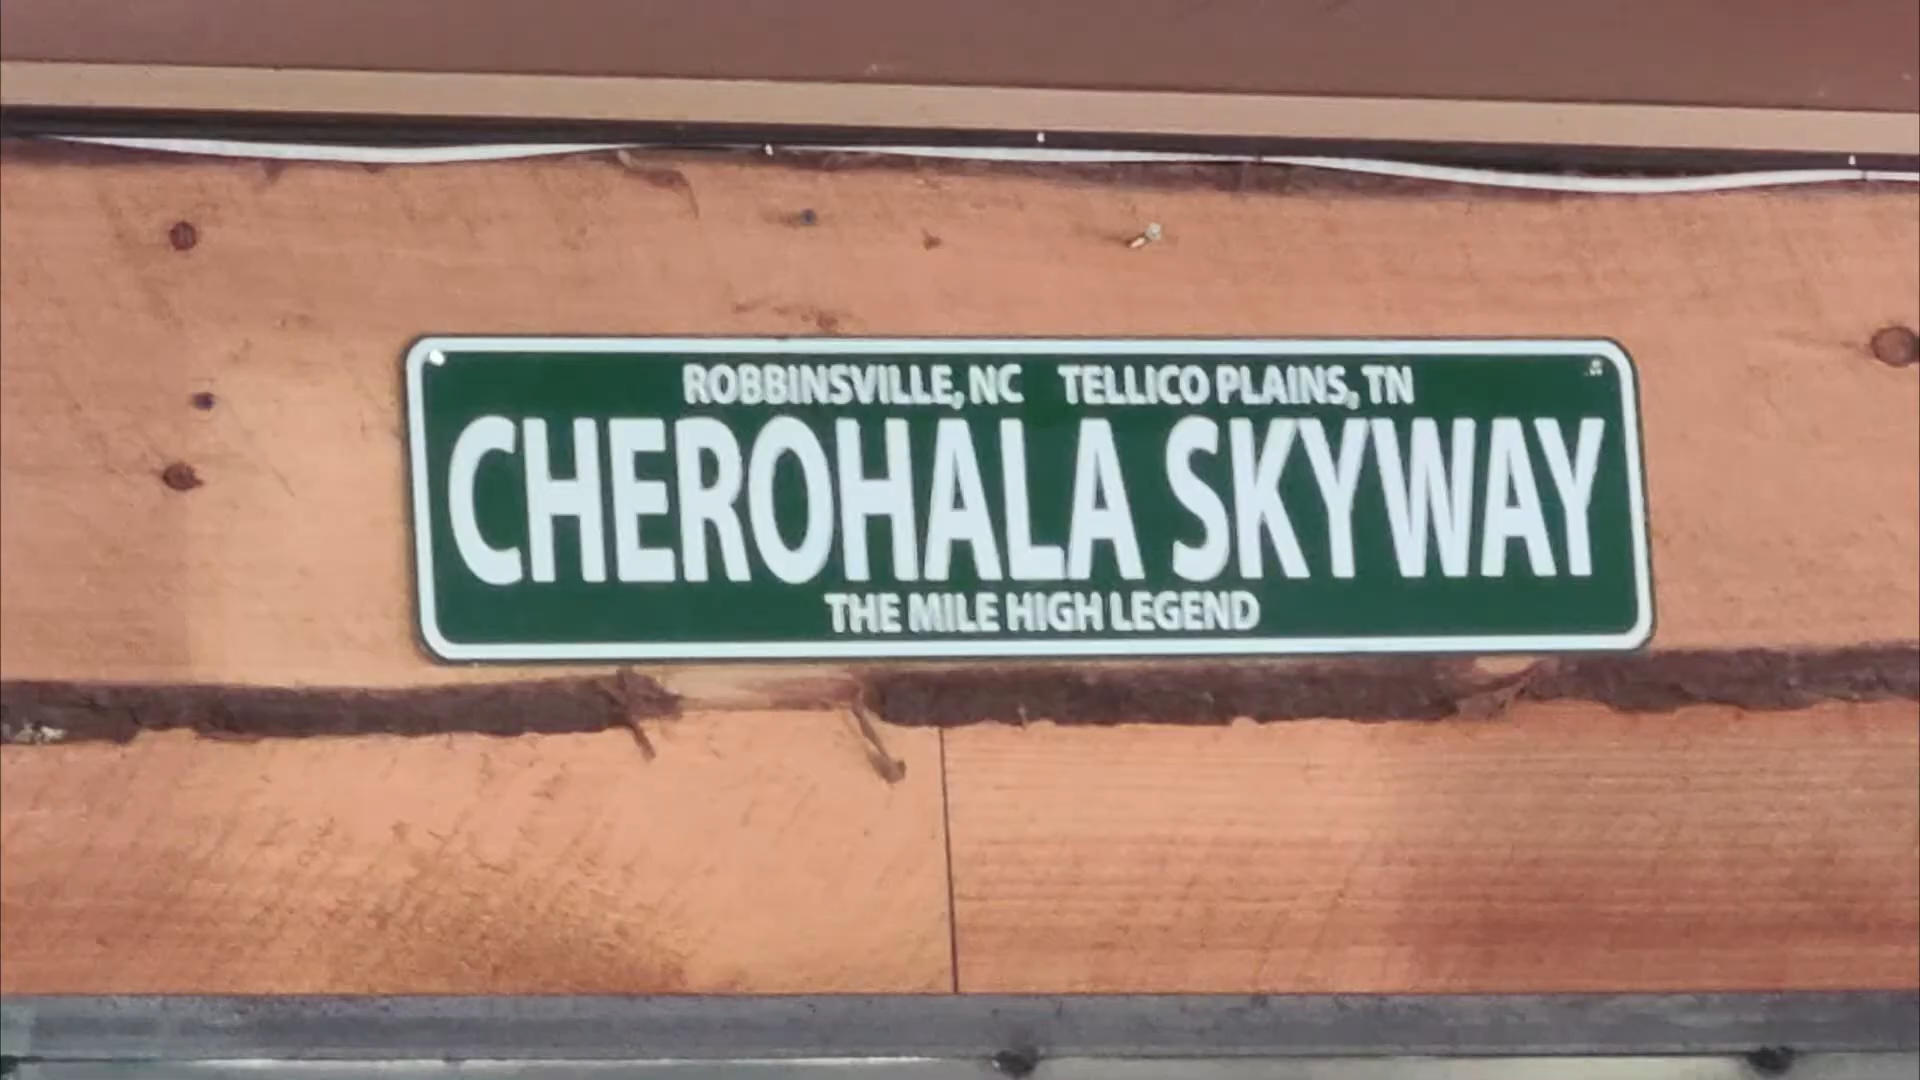 ROBBINSVILLE, NC TELLICO PLAINS, TN
CHEROHALA SKYWAY
THE MILE HIGH LEGEND